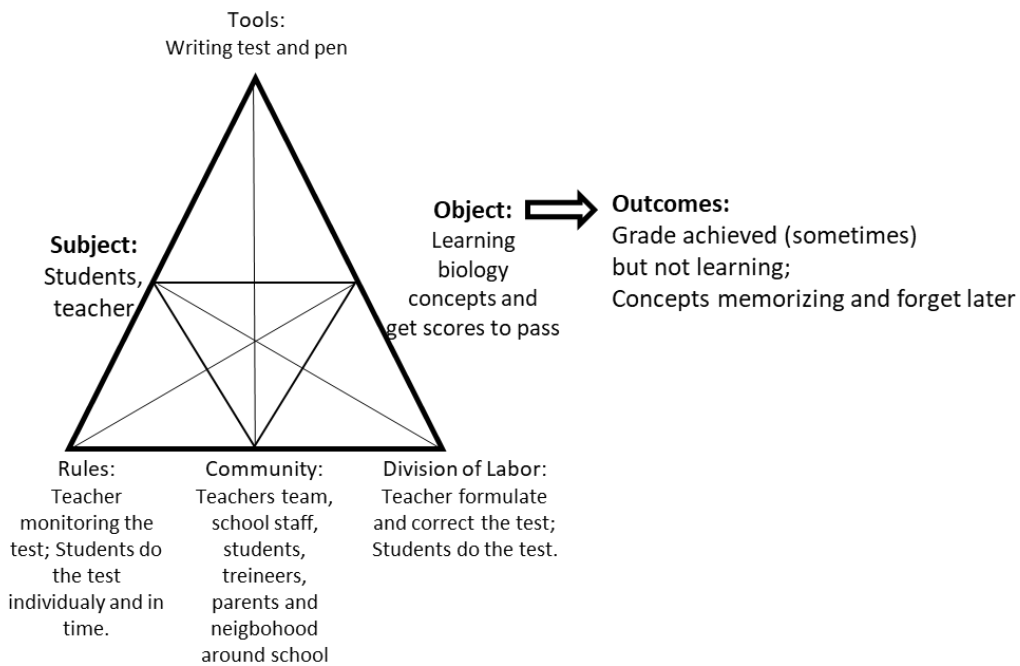 Tools:
Writing test and pen
Subject:
Students,
teacher
Object:
Learning
biology
concepts and
get scores to pass
Outcomes:
Grade achieved (sometimes)
but not learning;
Concepts memorizing and forget later
Rules:
Teacher
monitoring the
test; Students do
the test
individualy and in
time.
Community:
Teachers team,
school staff,
students,
treineers,
parents and
neigbohood
around school
Division of Labor:
Teacher formulate
and correct the test;
Students do the test.